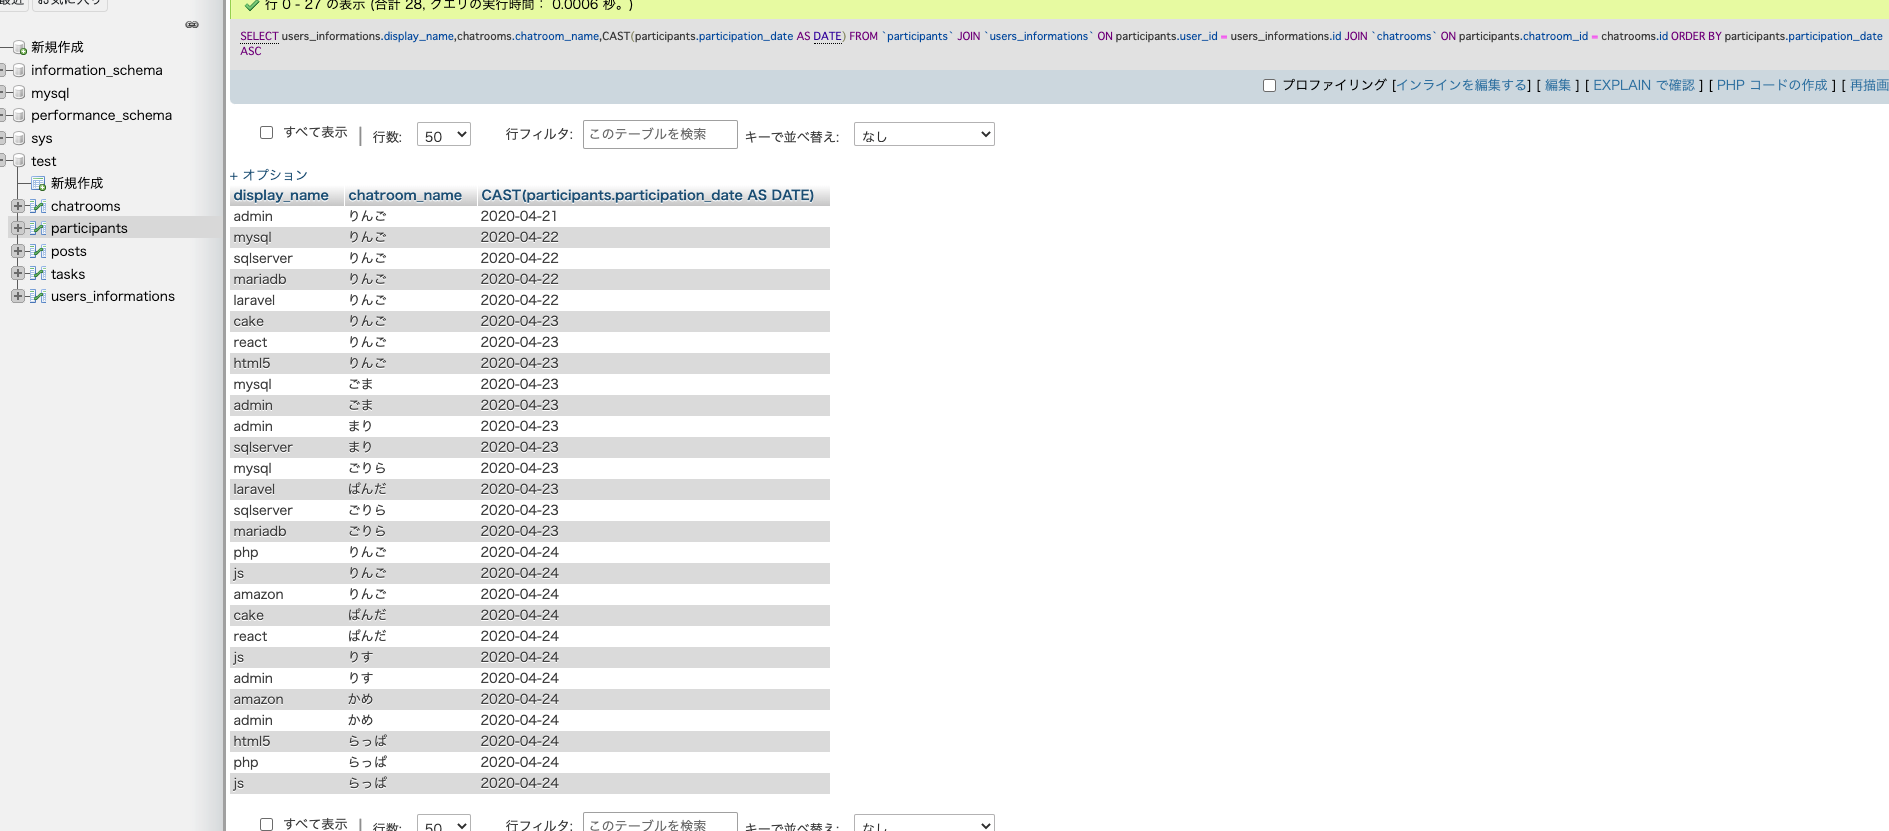 最近 お気に入り
新規作成
information_schema
mysql
performance_schema
sys
test
新規作成
chatrooms
participants
posts
tasks
users_informations
行 0 - 27 の表示 (合計 28, クエリの実行時間： 0.0006 秒。)
SELECT users_informations.display_name,chatrooms.chatroom_name,CAST(participants.participation_date AS DATE) FROM `participants` JOIN `users_informations` ON participants.user_id = users_informations.id JOIN `chatrooms` ON participants.chatroom_id = chatrooms.id ORDER BY participants.participation_date
ASC
プロファイリング [インラインを編集する] [ 編集 ] [ EXPLAIN で確認 ] [ PHP コードの作成 ] [ 再描画
すべて表示 | 行数: 50 行フィルタ: このテーブルを検索 キーで並べ替え: なし
+ オプション
display_name chatroom_name CAST(participants.participation_date AS DATE)
admin りんご 2020-04-21
mysql りんご 2020-04-22
sqlserver りんご 2020-04-22
mariadb りんご 2020-04-22
laravel りんご 2020-04-22
cake りんご 2020-04-23
react りんご 2020-04-23
html5 りんご 2020-04-23
mysql ごま 2020-04-23
admin ごま 2020-04-23
admin まり 2020-04-23
sqlserver まり 2020-04-23
mysql ごりら 2020-04-23
laravel ぱんだ 2020-04-23
sqlserver ごりら 2020-04-23
mariadb ごりら 2020-04-23
php りんご 2020-04-24
js りんご 2020-04-24
amazon りんご 2020-04-24
cake ぱんだ 2020-04-24
react ぱんだ 2020-04-24
js りす 2020-04-24
admin りす 2020-04-24
amazon かめ 2020-04-24
admin かめ 2020-04-24
html5 らっぱ 2020-04-24
php らっぱ 2020-04-24
js らっぱ 2020-04-24
すべて表示 | 行数: 50 行フィルタ: このテーブルを検索 キーで並べ替え: なし